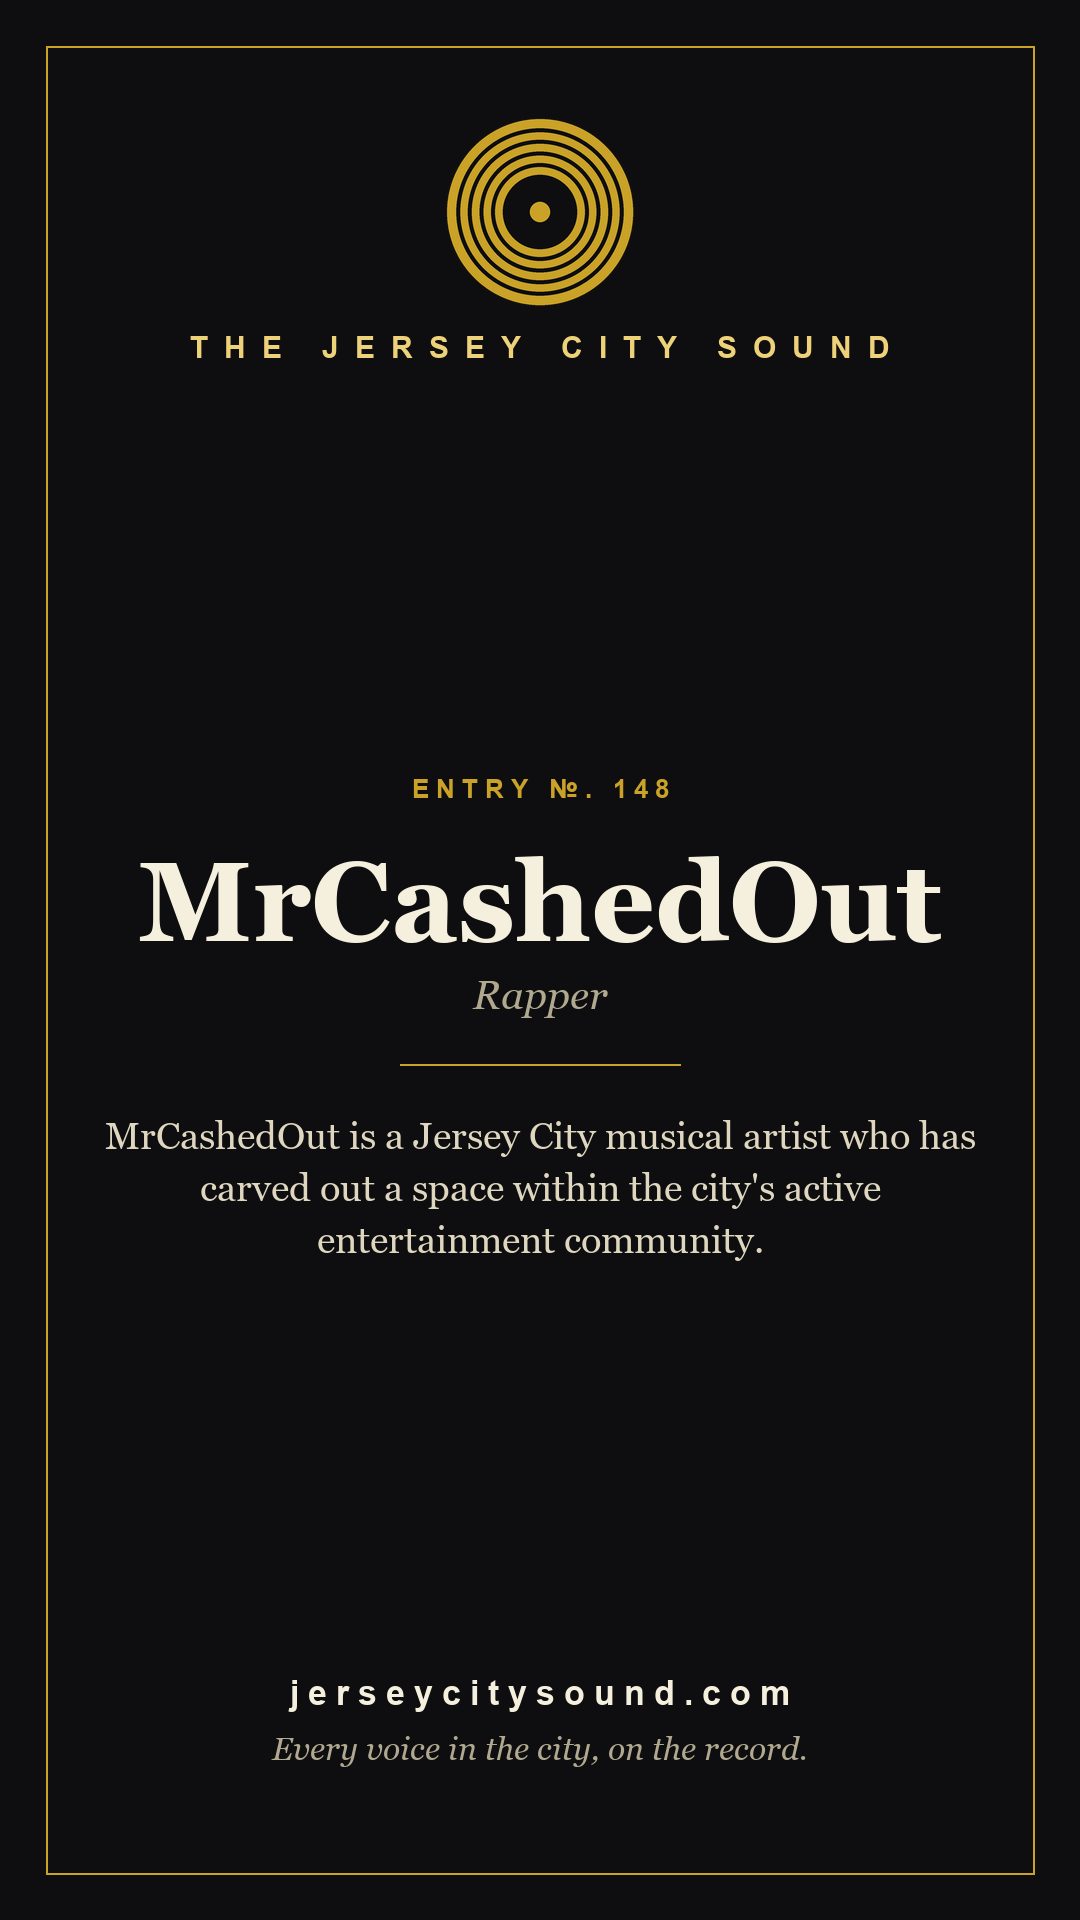 THE JERSEY CITY SOUND
ENTRY №. 148
MrCashedOut
Rapper
MrCashedOut is a Jersey City musical artist who has
carved out a space within the city's active
entertainment community.
jerseycitysound.com
Every voice in the city, on the record.